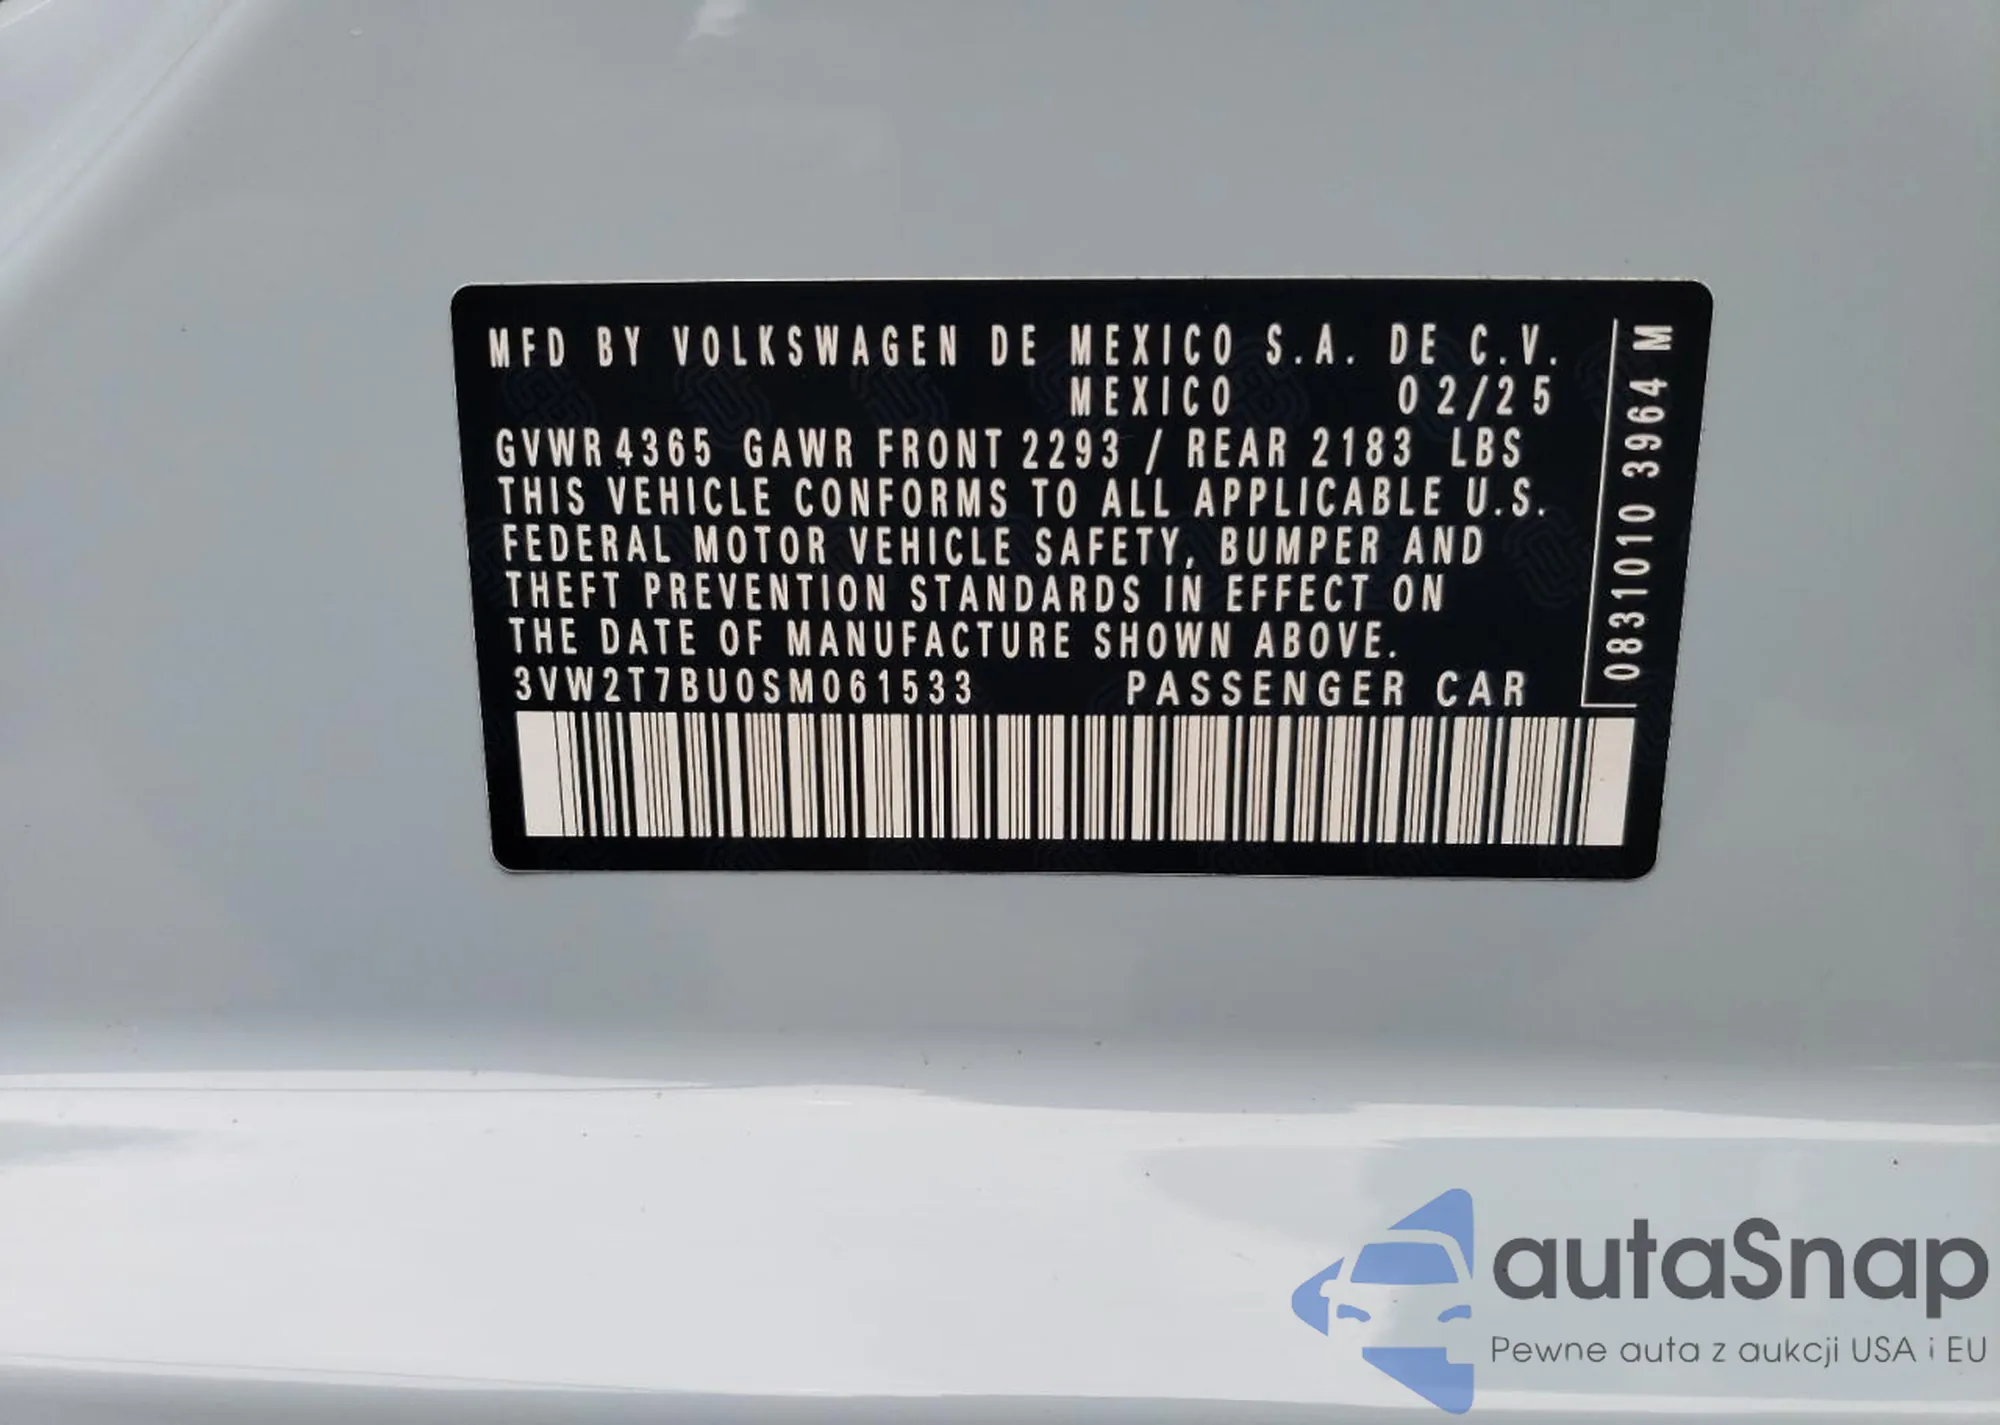 MFD BY VOLKSWAGEN DE MEXICO S.A. DE C.V.
MEXICO 02/25
GVWR 4365 GAWR FRONT 2293 / REAR 2183 LBS
THIS VEHICLE CONFORMS TO ALL APPLICABLE U.S.
FEDERAL MOTOR VEHICLE SAFETY, BUMPER AND
THEFT PREVENTION STANDARDS IN EFFECT ON
THE DATE OF MANUFACTURE SHOWN ABOVE.
3VW2T7BU0SM061533 PASSENGER CAR
0831010 3964 M
autaSnap
Pewne auta z aukcji USA i EU